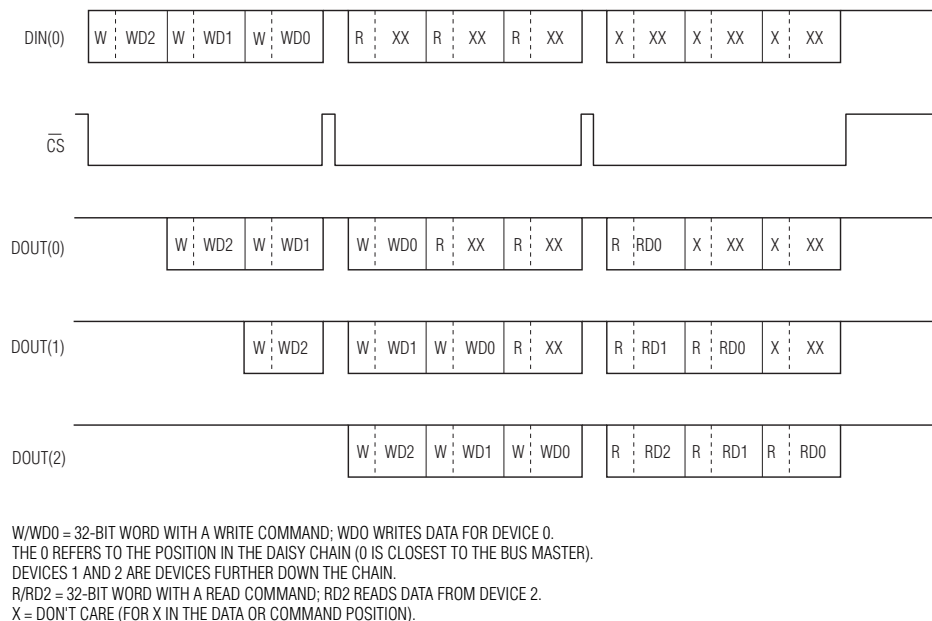 DIN(0) W WD2 W WD1 W WD0 R XX R XX R XX X XX X XX X XX
CS
DOUT(0) W WD2 W WD1 W WD0 R XX R XX R RD0 X XX X XX
DOUT(1) W WD2 W WD1 W WD0 R XX R RD1 R RD0 X XX
DOUT(2) W WD2 W WD1 W WD0 R RD2 R RD1 R RD0
W/WD0 = 32-BIT WORD WITH A WRITE COMMAND; WDO WRITES DATA FOR DEVICE 0.
THE 0 REFERS TO THE POSITION IN THE DAISY CHAIN (0 IS CLOSEST TO THE BUS MASTER).
DEVICES 1 AND 2 ARE DEVICES FURTHER DOWN THE CHAIN.
R/RD2 = 32-BIT WORD WITH A READ COMMAND; RD2 READS DATA FROM DEVICE 2.
X = DON'T CARE (FOR X IN THE DATA OR COMMAND POSITION).